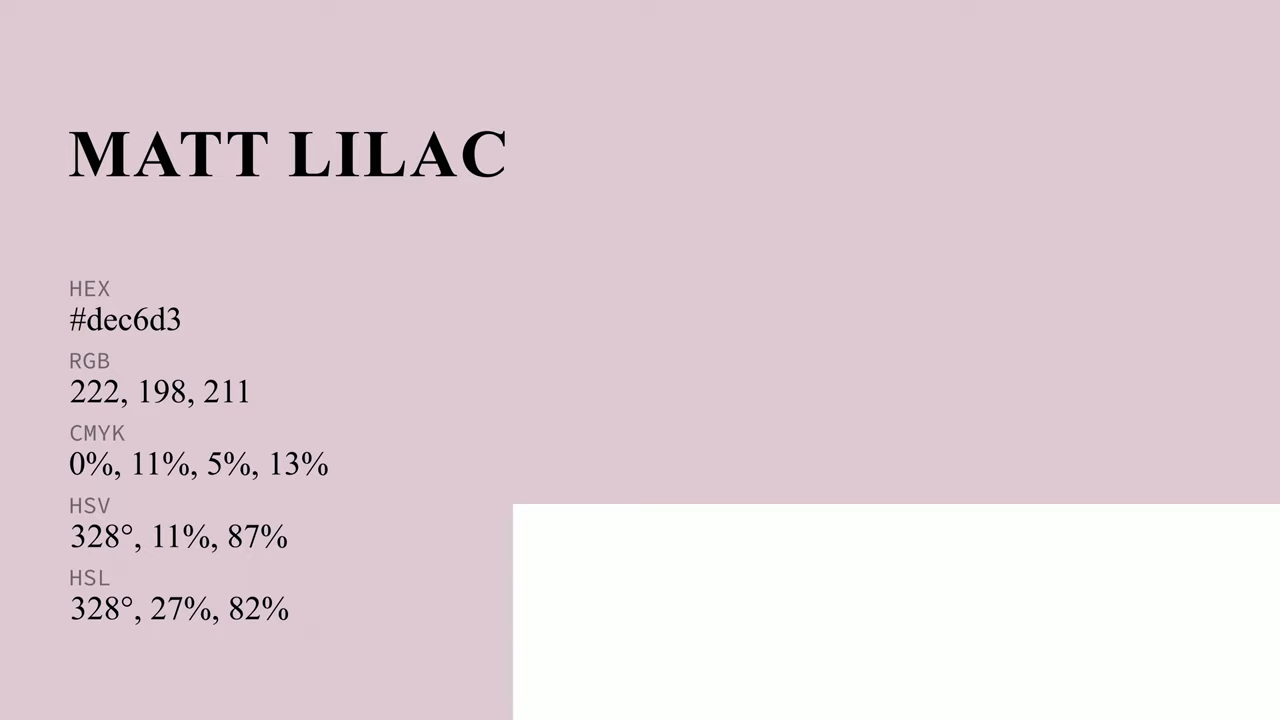 MATT LILAC
HEX
#dec6d3
RGB
222, 198, 211
CMYK
0%, 11%, 5%, 13%
HSV
328°, 11%, 87%
HSL
328°, 27%, 82%